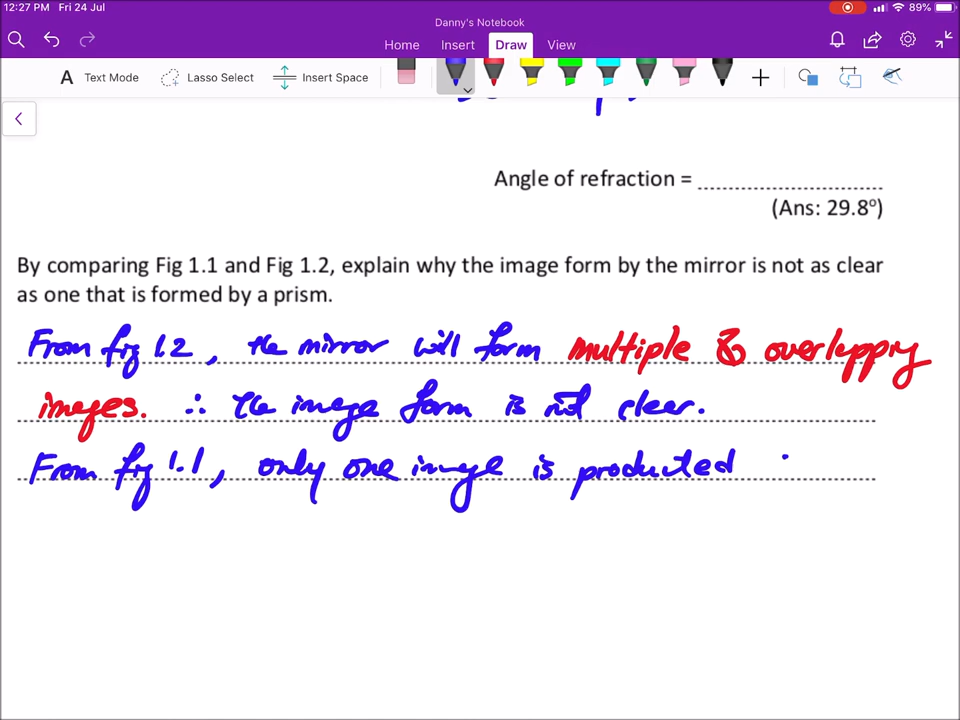 12:27 PM Fri 24 Jul
89%
Danny's Notebook
Home Insert Draw View
A Text Mode Lasso Select Insert Space
Angle of refraction = ........................................
(Ans: 29.8º)
By comparing Fig 1.1 and Fig 1.2, explain why the image form by the mirror is not as clear
as one that is formed by a prism.
From fig 1.2, the mirror will form multiple & overlapping
images. ∴ the image form is not clear.
From fig 1.1, only one image is producted